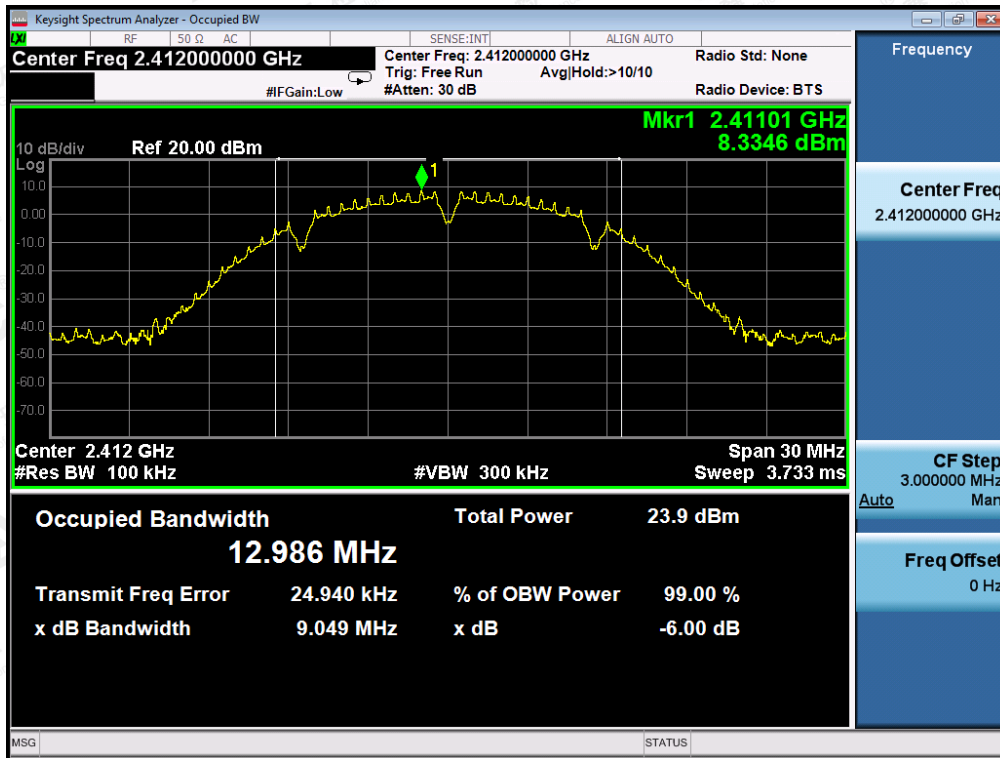 Keysight Spectrum Analyzer - Occupied BW
LXI RF 50 Ω AC SENSE:INT ALIGN AUTO
Center Freq 2.412000000 GHz
Center Freq: 2.412000000 GHz Radio Std: None
Trig: Free Run Avg|Hold:>10/10
#IFGain:Low #Atten: 30 dB Radio Device: BTS
Mkr1 2.41101 GHz
8.3346 dBm
10 dB/div Ref 20.00 dBm
Log
1
10.0
0.00
-10.0
-20.0
-30.0
-40.0
-50.0
-60.0
-70.0
Center 2.412 GHz Span 30 MHz
#Res BW 100 kHz #VBW 300 kHz Sweep 3.733 ms
Occupied Bandwidth Total Power 23.9 dBm
12.986 MHz
Transmit Freq Error 24.940 kHz % of OBW Power 99.00 %
x dB Bandwidth 9.049 MHz x dB -6.00 dB
Frequency
Center Freq
2.412000000 GHz
CF Step
3.000000 MHz
Auto Man
Freq Offset
0 Hz
MSG STATUS